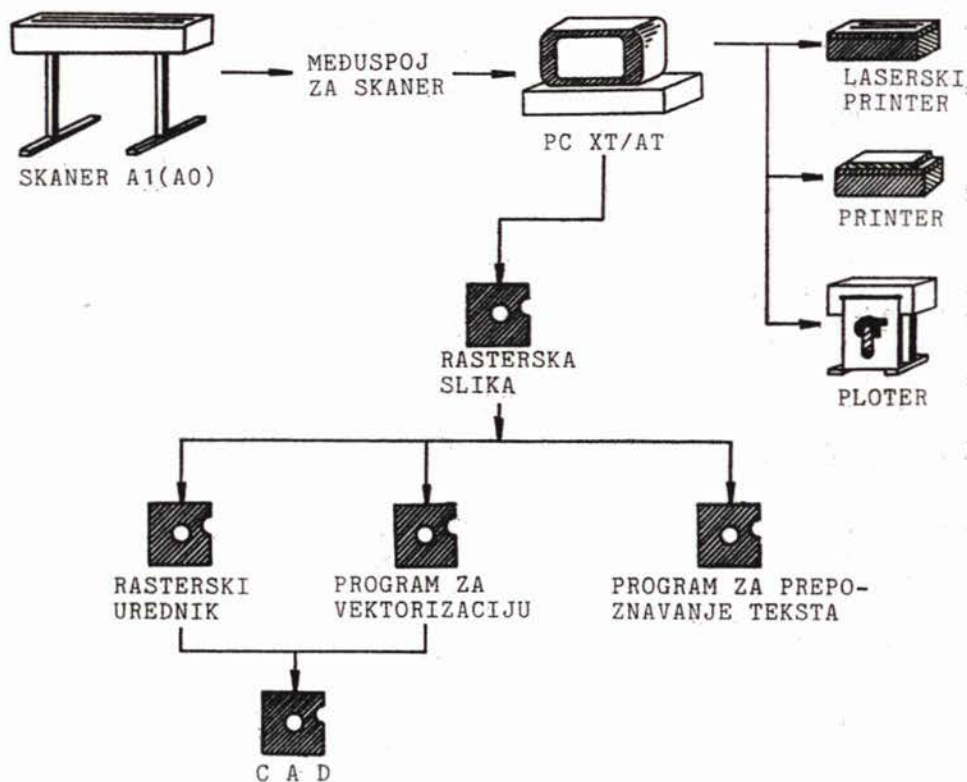 MEĐUSPOJ
ZA SKANER
SKANER A1(A0)
PC XT/AT
LASERSKI
PRINTER
PRINTER
PLOTER
RASTERSKA
SLIKA
RASTERSKI
UREDNIK
PROGRAM ZA
VEKTORIZACIJU
PROGRAM ZA PREPO-
ZNAVANJE TEKSTA
C A D